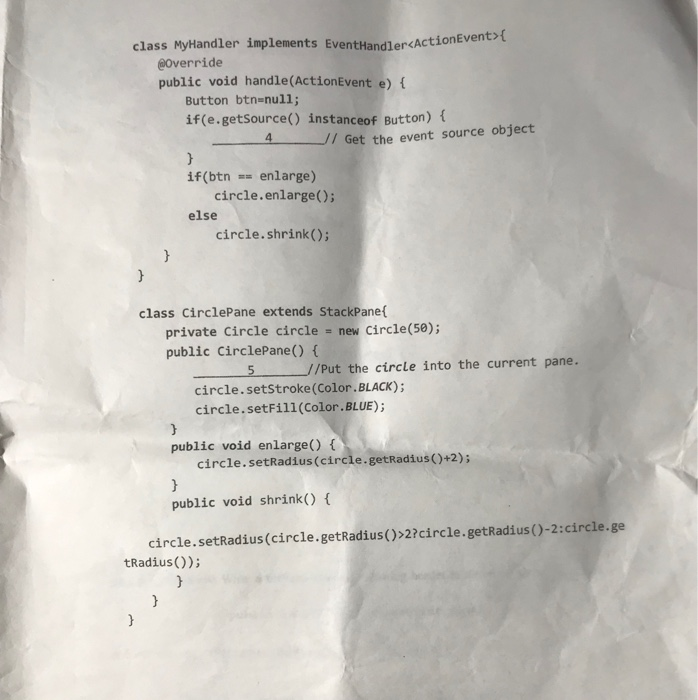 class MyHandler implements EventHandler<ActionEvent>{
@Override
public void handle(ActionEvent e) {
Button btn=null;
if(e.getSource() instanceof Button) {
4 // Get the event source object
}
if(btn == enlarge)
circle.enlarge();
else
circle.shrink();
}
}
class CirclePane extends StackPane{
private Circle circle = new Circle(50);
public CirclePane() {
5 //Put the circle into the current pane.
circle.setStroke(Color.BLACK);
circle.setFill(Color.BLUE);
}
public void enlarge() {
circle.setRadius(circle.getRadius()+2);
}
public void shrink() {
circle.setRadius(circle.getRadius()>2?circle.getRadius()-2:circle.ge
tRadius());
}
}
}